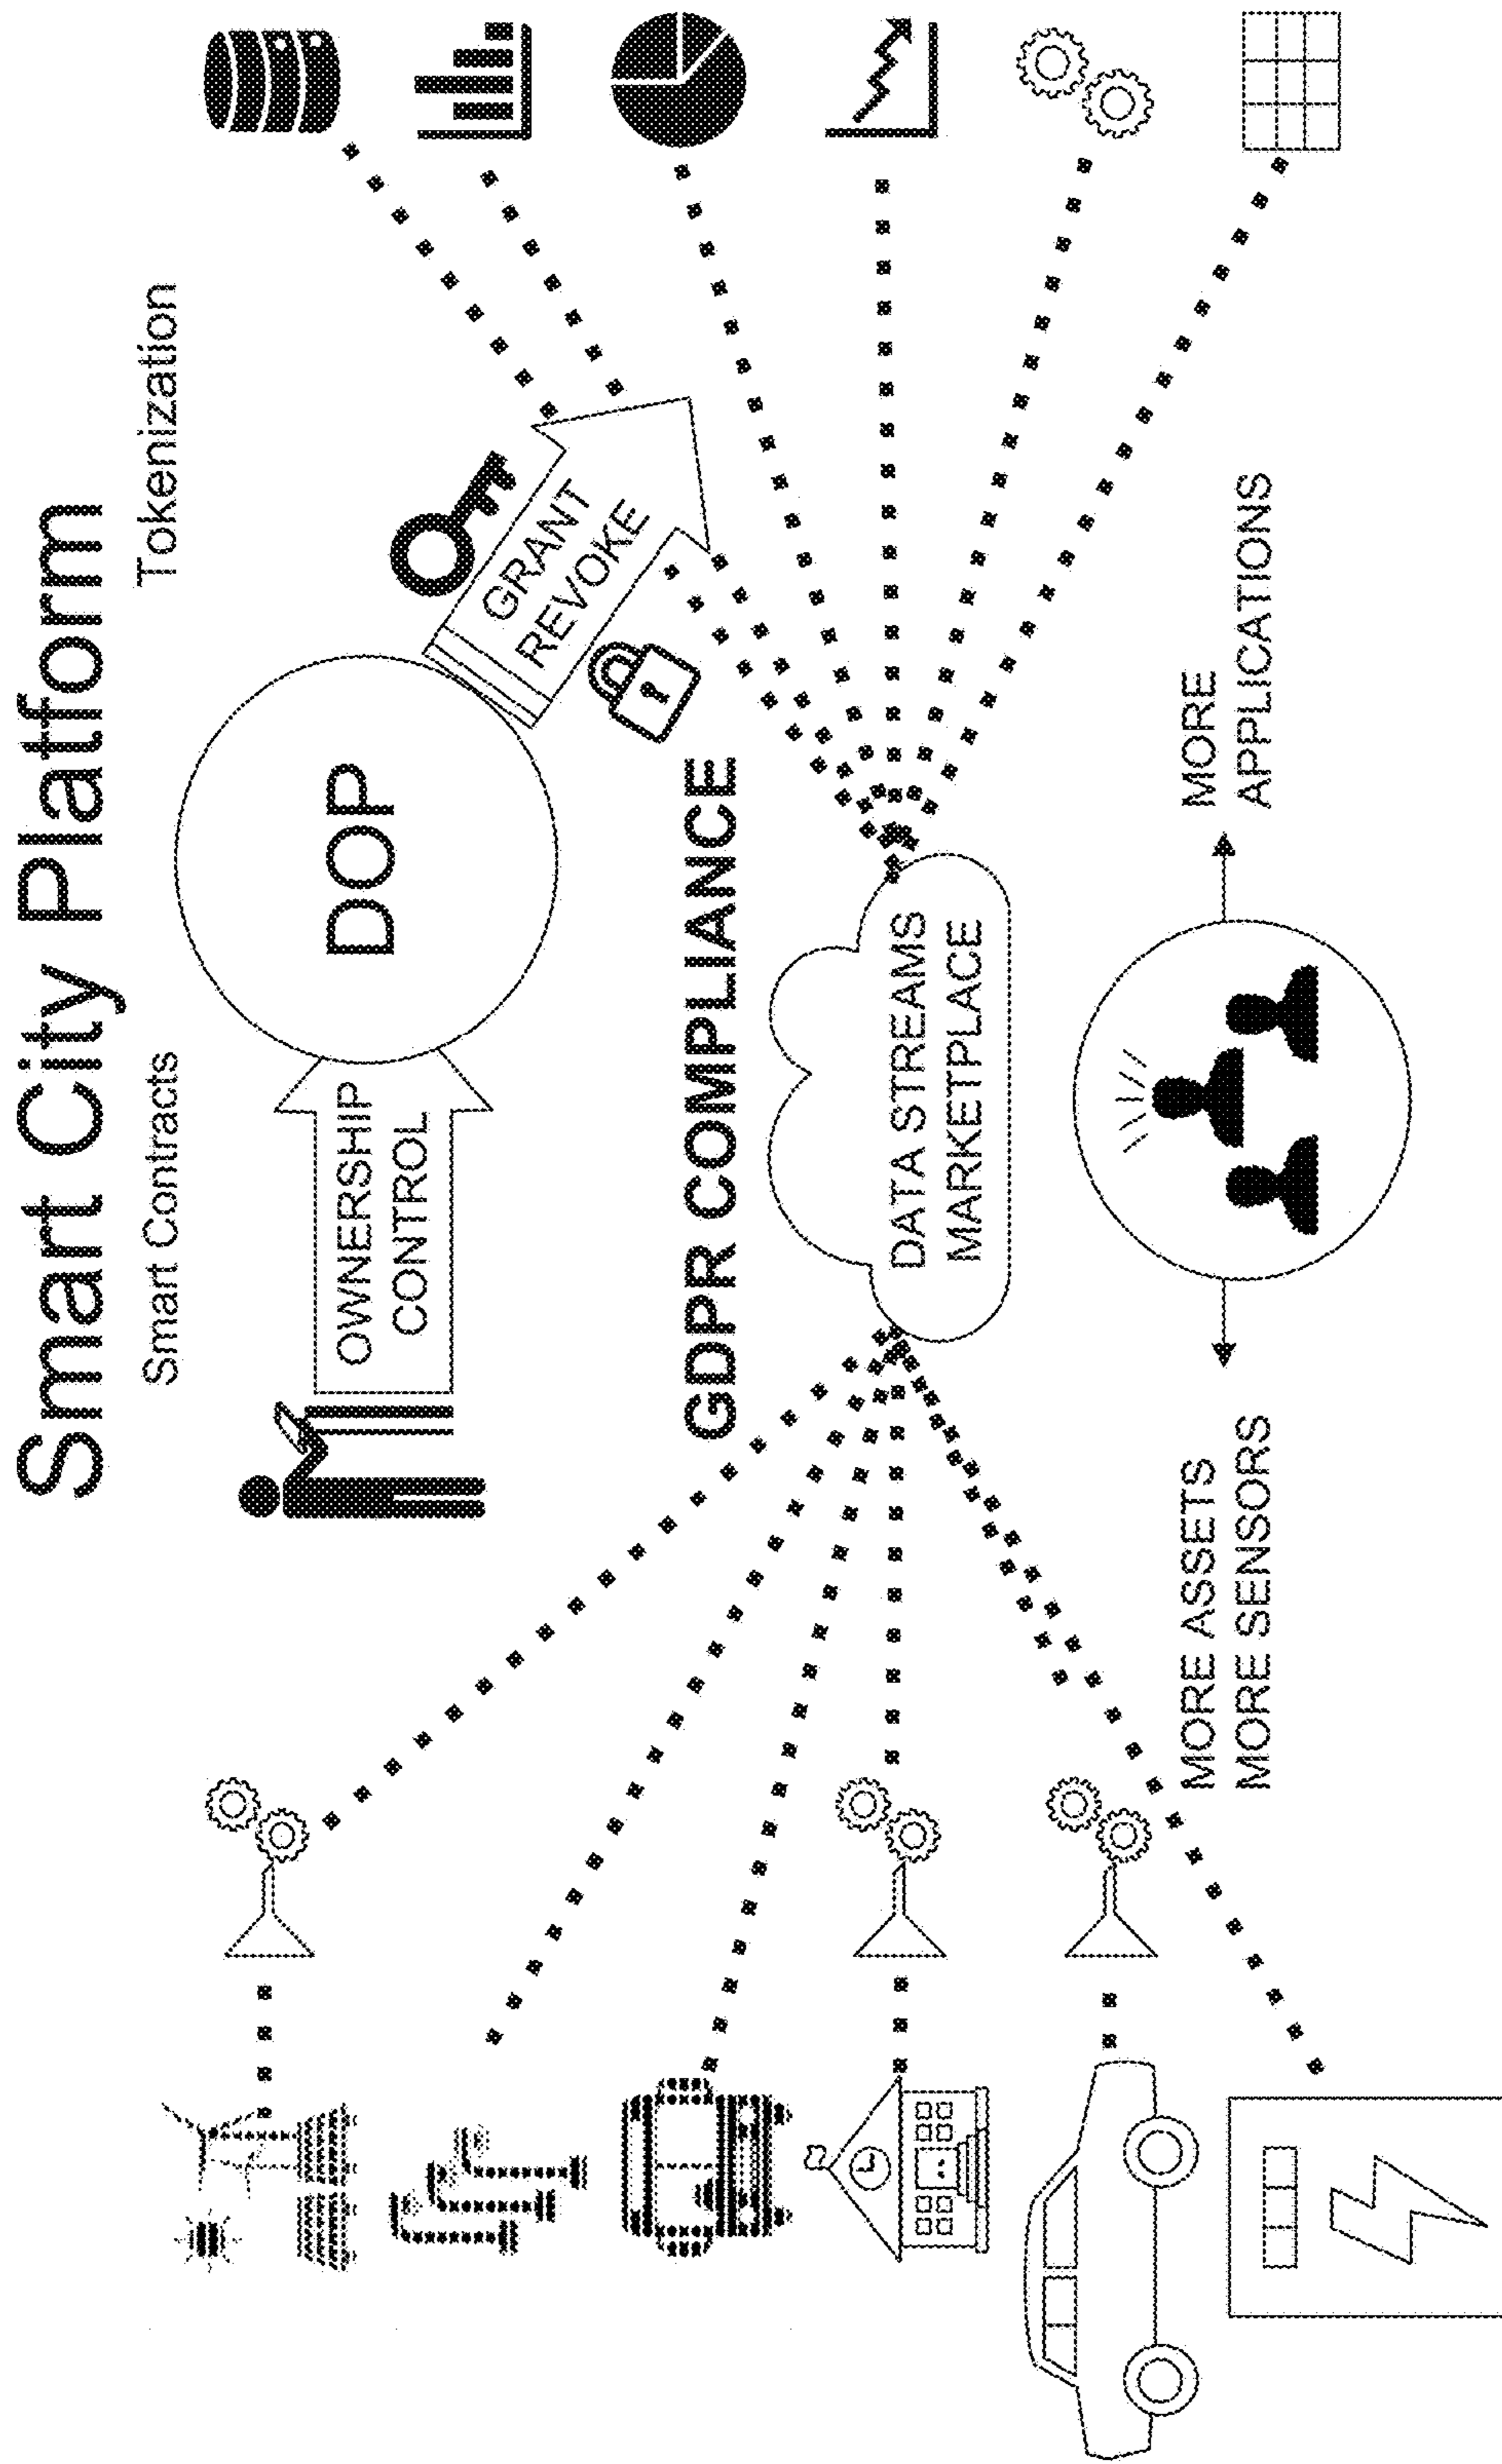 Smart City Platform
Smart Contracts
Tokenization
OWNERSHIP
CONTROL
DOP
GRANT
REVOKE
GDPR COMPLIANCE
DATA STREAMS
MARKETPLACE
MORE ASSETS
MORE SENSORS
MORE
APPLICATIONS